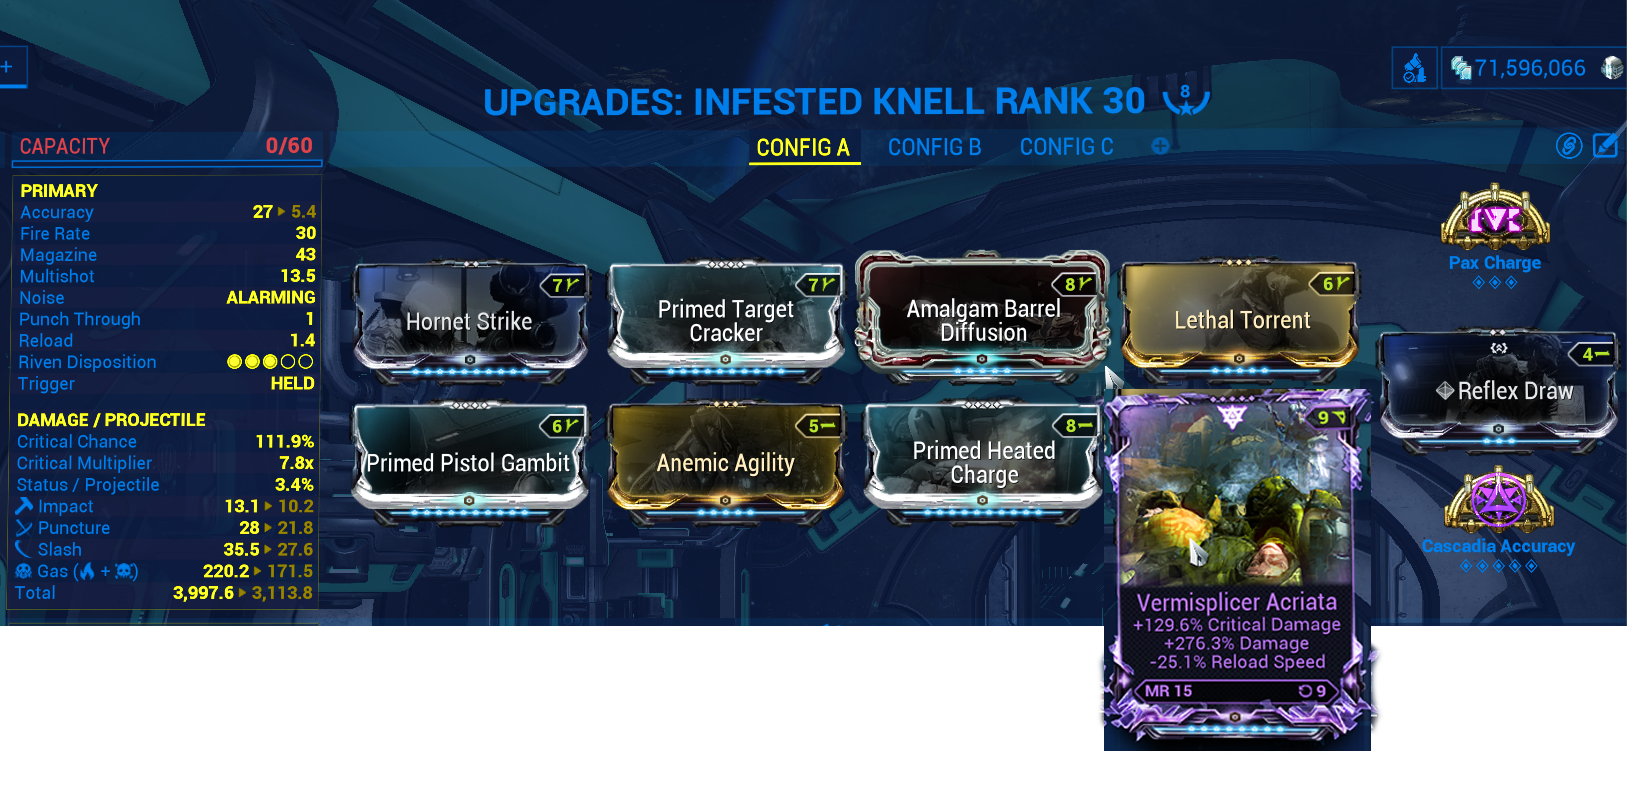 +
71,596,066
UPGRADES: INFESTED KNELL RANK 30
8
CAPACITY 0/60
CONFIG A CONFIG B CONFIG C
PRIMARY
Accuracy 27 5.4
Fire Rate 30
Magazine 43
Multishot 13.5
Noise ALARMING
Punch Through 1
Reload 1.4
Riven Disposition
Trigger HELD
DAMAGE / PROJECTILE
Critical Chance 111.9%
Critical Multiplier 7.8x
Status / Projectile 3.4%
Impact 13.1 10.2
Puncture 28 21.8
Slash 35.5 27.6
Gas ( + ) 220.2 171.5
Total 3,997.6 3,113.8
7
Hornet Strike
7
Primed Target
Cracker
8
Amalgam Barrel
Diffusion
6
Lethal Torrent
6
Primed Pistol Gambit
5
Anemic Agility
8
Primed Heated
Charge
9
Vermisplicer Acriata
+129.6% Critical Damage
+276.3% Damage
-25.1% Reload Speed
MR 15 9
Pax Charge
4
Reflex Draw
Cascadia Accuracy